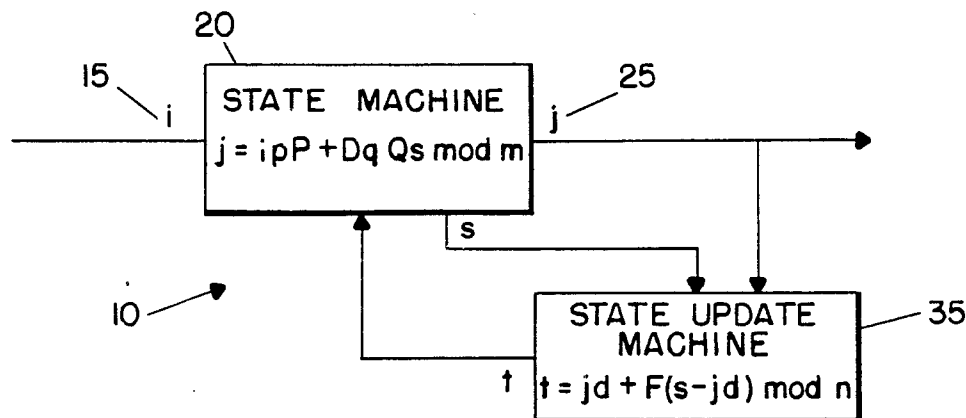 20
15
i
STATE MACHINE
j = ipP + Dq Qs mod m
25
j
s
10
STATE UPDATE
MACHINE
t = jd + F(s-jd) mod n
35
t